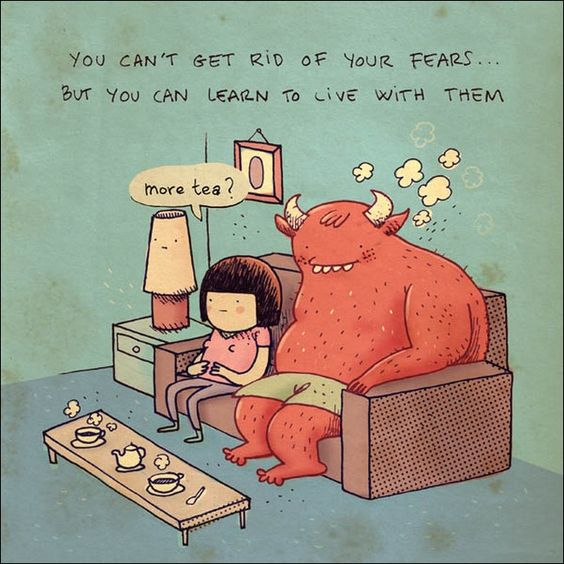 YOU CAN'T GET RID OF YOUR FEARS...
BUT YOU CAN LEARN TO LIVE WITH THEM
more tea?